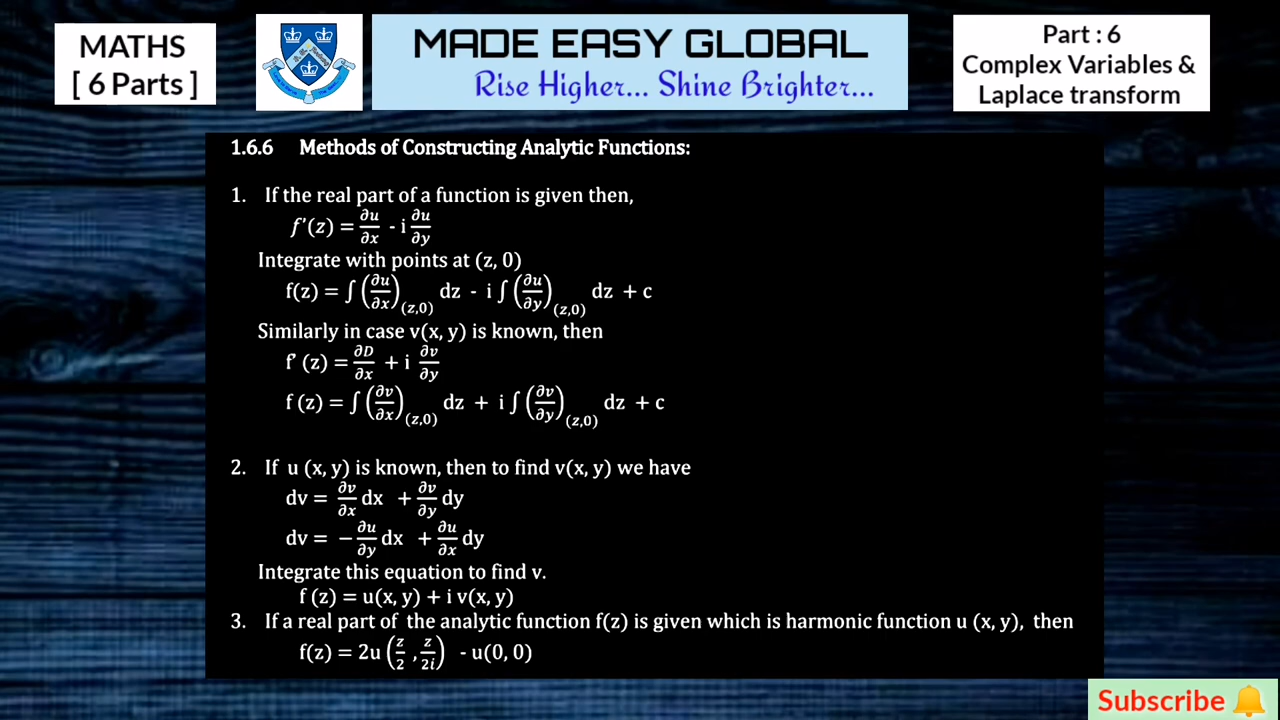 MATHS
[ 6 Parts ]
MADE EASY GLOBAL
Rise Higher... Shine Brighter...
Part : 6
Complex Variables &
Laplace transform
1.6.6 Methods of Constructing Analytic Functions:
1. If the real part of a function is given then,
f'(z) = ∂u/∂x - i ∂u/∂y
Integrate with points at (z, 0)
f(z) = ∫(∂u/∂x)(z,0) dz - i ∫(∂u/∂y)(z,0) dz + c
Similarly in case v(x, y) is known, then
f' (z) = ∂D/∂x + i ∂v/∂y
f (z) = ∫(∂v/∂x)(z,0) dz + i ∫(∂v/∂y)(z,0) dz + c
2. If u (x, y) is known, then to find v(x, y) we have
dv = ∂v/∂x dx + ∂v/∂y dy
dv = −∂u/∂y dx + ∂u/∂x dy
Integrate this equation to find v.
f (z) = u(x, y) + i v(x, y)
3. If a real part of the analytic function f(z) is given which is harmonic function u (x, y), then
f(z) = 2u (z/2 , z/2i) - u(0, 0)
Subscribe